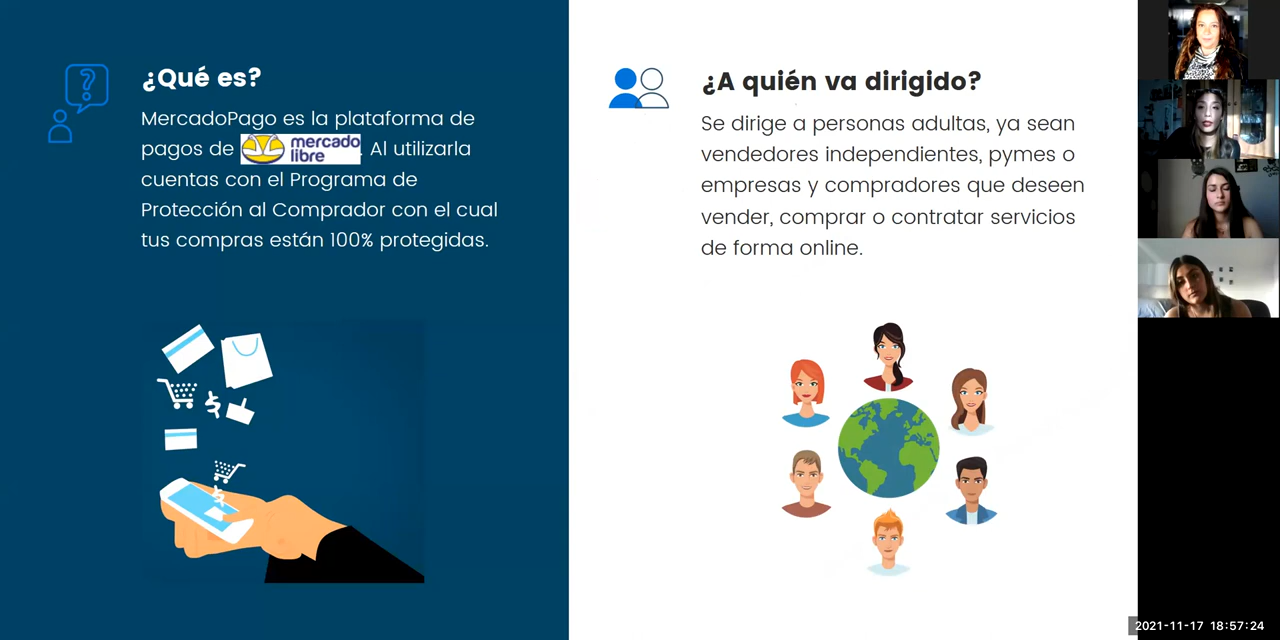 ¿Qué es?
MercadoPago es la plataforma de
pagos de mercado libre. Al utilizarla
cuentas con el Programa de
Protección al Comprador con el cual
tus compras están 100% protegidas.
¿A quién va dirigido?
Se dirige a personas adultas, ya sean
vendedores independientes, pymes o
empresas y compradores que deseen
vender, comprar o contratar servicios
de forma online.
2021-11-17 18:57:24